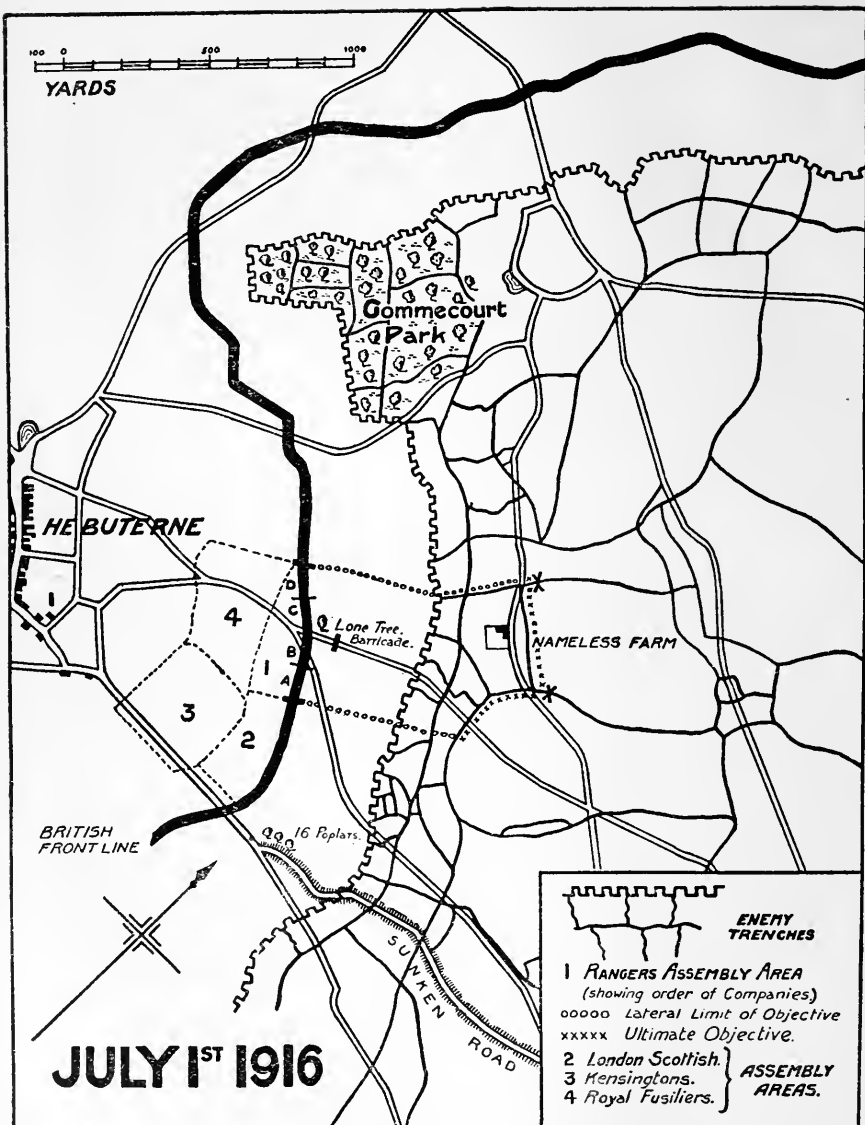 100 0 500 1000
YARDS
Gommecourt
Park
HEBUTERNE
D
C
4
Lone Tree.
Barricade.
B
1
A
NAMELESS FARM
3
2
1
BRITISH
FRONT LINE
16 Poplars.
SUNKEN ROAD
JULY 1ST 1916
ENEMY
TRENCHES
1 RANGERS ASSEMBLY AREA
(showing order of Companies)
ooooo Lateral Limit of Objective
xxxxx Ultimate Objective.
2 London Scottish.
3 Kensingtons.
4 Royal Fusiliers.
ASSEMBLY
AREAS.